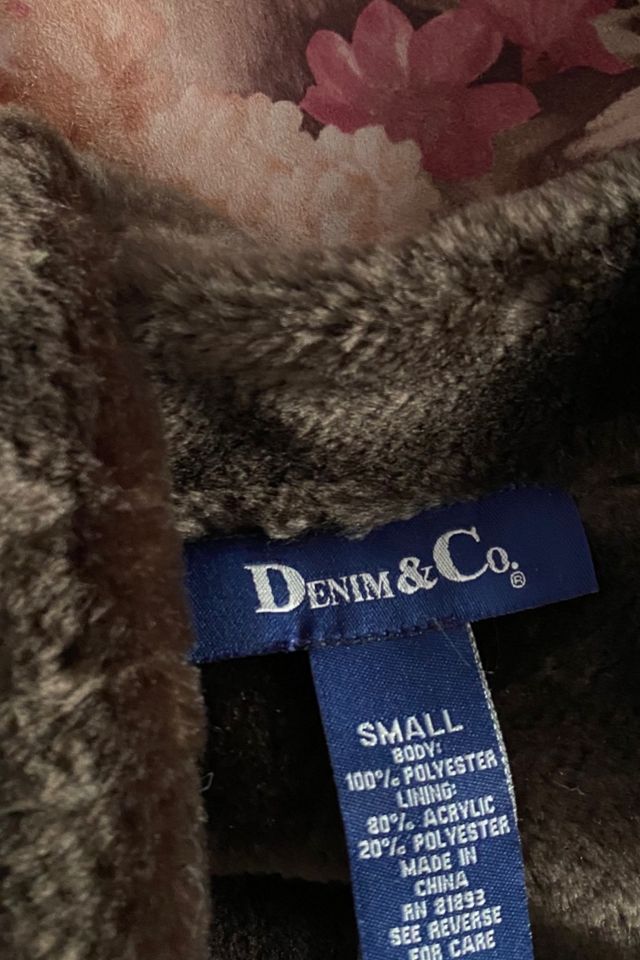 DENIM & CO.®
SMALL
BODY:
100% POLYESTER
LINING:
80% ACRYLIC
20% POLYESTER
MADE IN
CHINA
RN 81893
SEE REVERSE
FOR CARE